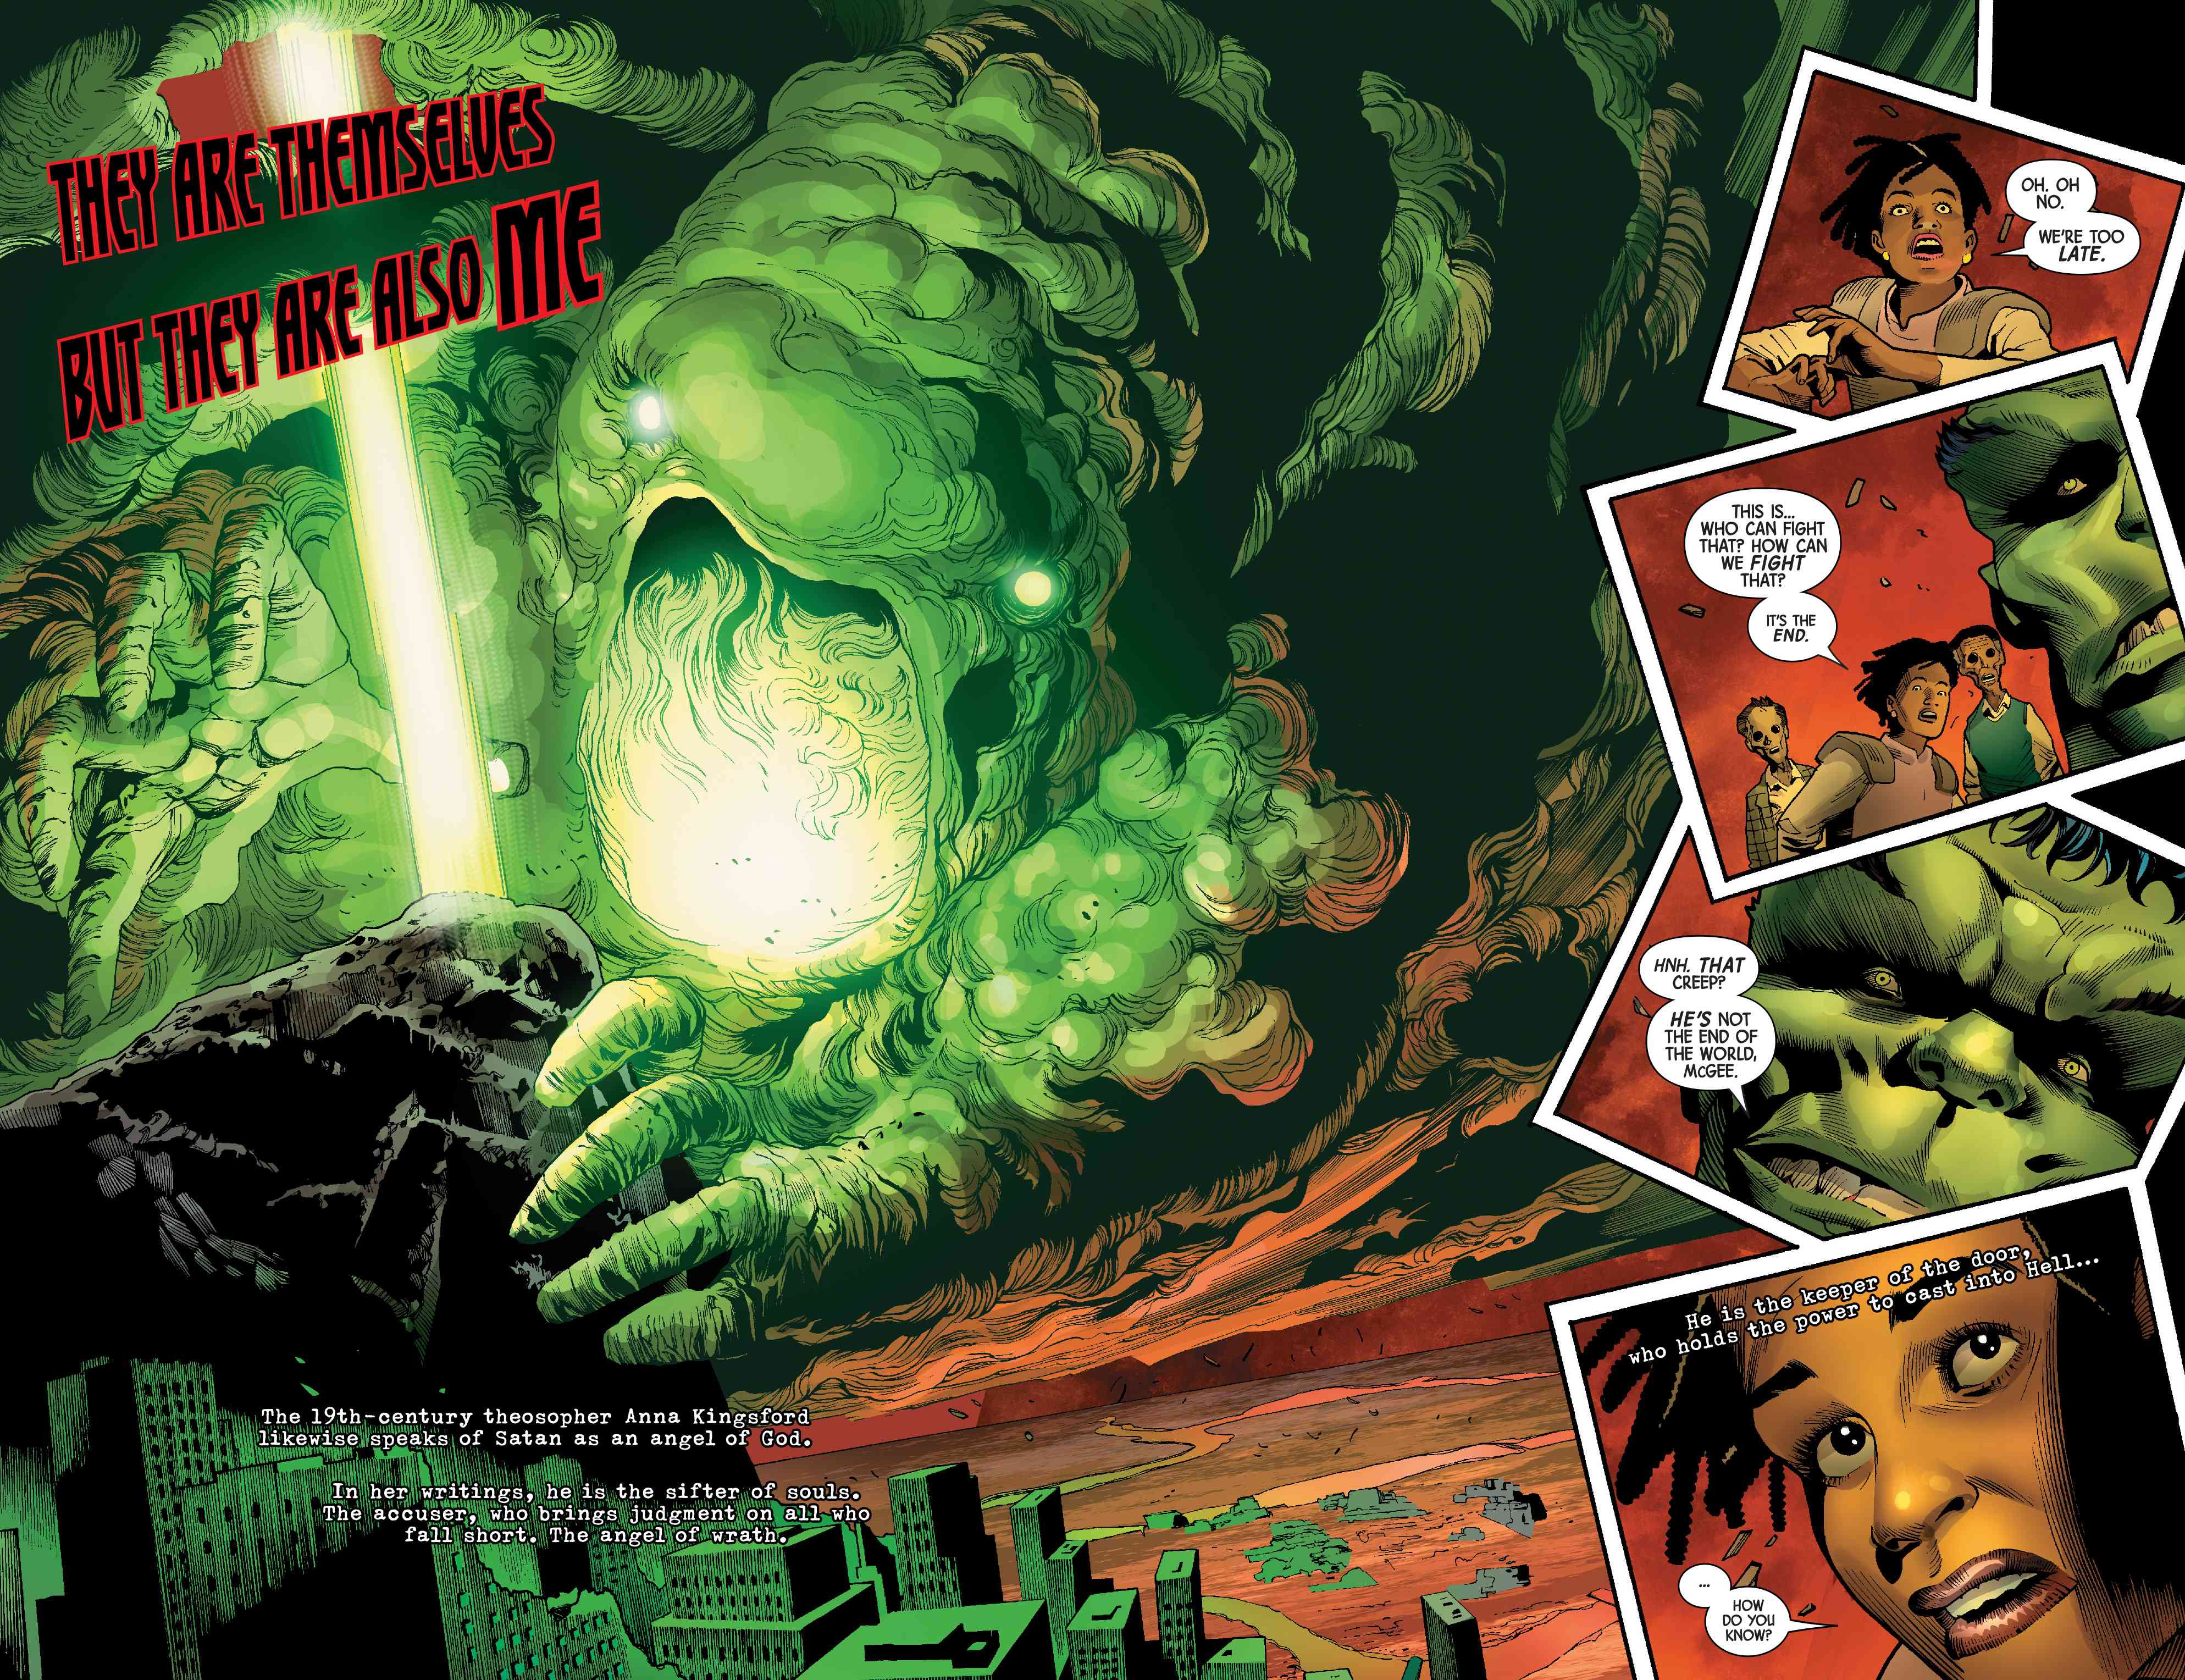 THEY ARE THEMSELVES
BUT THEY ARE ALSO ME
The 19th-century theosopher Anna Kingsford
likewise speaks of Satan as an angel of God.
In her writings, he is the sifter of souls.
The accuser, who brings judgment on all who
fall short. The angel of wrath.
OH. OH
NO.
WE'RE TOO
LATE.
THIS IS...
WHO CAN FIGHT
THAT? HOW CAN
WE FIGHT
THAT?
IT'S THE
END.
HNH. THAT
CREEP?
HE'S NOT
THE END OF
THE WORLD,
McGEE.
He is the keeper of the door,
who holds the power to cast into Hell...
...
HOW
DO YOU
KNOW?